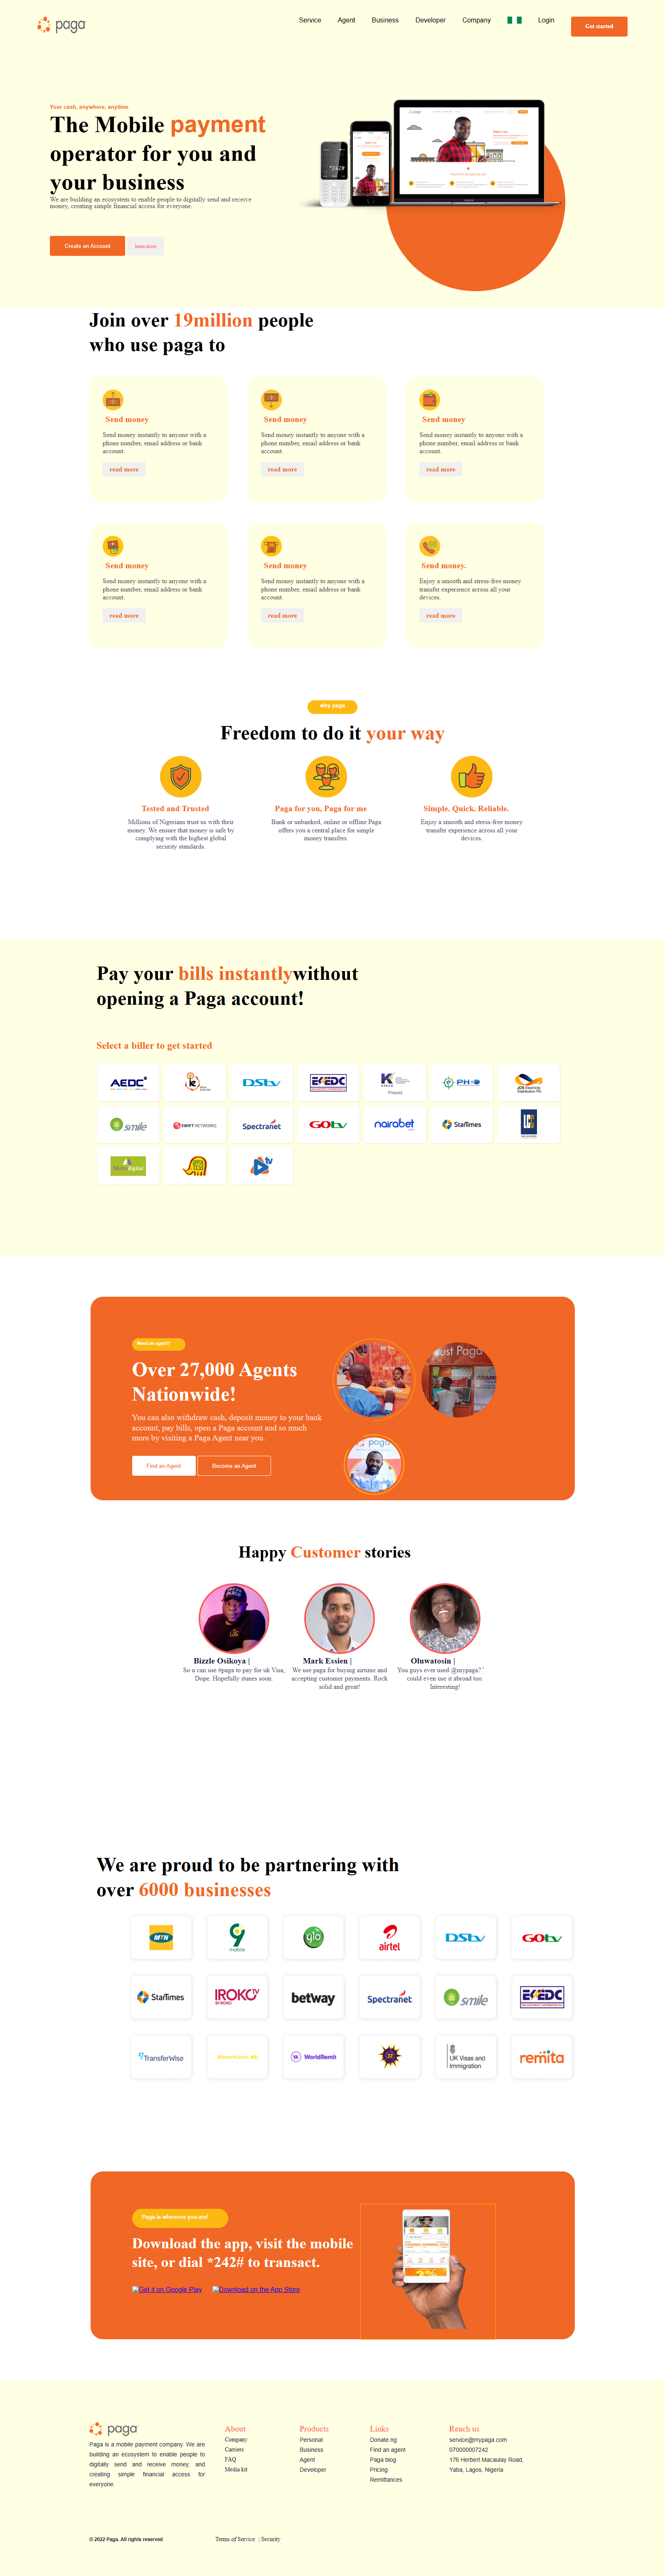 paga
Service Agent Business Developer Company Login Get started
Your cash, anywhere, anytime
The Mobile payment
operator for you and
your business
We are building an ecosystem to enable people to digitally send and receive
money, creating simple financial access for everyone.
Create an Account learn more
Join over 19million people
who use paga to
Send money
Send money instantly to anyone with a
phone number, email address or bank
account.
read more
Send money
Send money instantly to anyone with a
phone number, email address or bank
account.
read more
Send money
Send money instantly to anyone with a
phone number, email address or bank
account.
read more
Send money
Send money instantly to anyone with a
phone number, email address or bank
account.
read more
Send money
Send money instantly to anyone with a
phone number, email address or bank
account.
read more
Send money.
Enjoy a smooth and stress-free money
transfer experience across all your
devices.
read more
why paga
Freedom to do it your way
Tested and Trusted
Millions of Nigerians trust us with their
money. We ensure that money is safe by
complying with the highest global
security standards.
Paga for you, Paga for me
Bank or unbanked, online or offline Paga
offers you a central place for simple
money transfers.
Simple. Quick. Reliable.
Enjoy a smooth and stress-free money
transfer experience across all your
devices.
Pay your bills instantlywithout
opening a Paga account!
Select a biller to get started
AEDC
ie
DStv
EKEDC
Prepaid
JOS Electricity
Distribution Plc
smile
SWIFT NETWORKS
Spectranet
GOtv
nairabet
StarTimes
digital
tv
Need an agent?
Over 27,000 Agents
Nationwide!
You can also withdraw cash, deposit money to your bank
account, pay bills, open a Paga account and so much
more by visiting a Paga Agent near you.
Find an Agent Become an Agent
ust Paga
paga
Happy Customer stories
Bizzle Osikoya |
So u can use #paga to pay for uk Visa,
Dope. Hopefully itunes soon.
Mark Essien |
We use paga for buying airtime and
accepting customer payments. Rock
solid and great!
Oluwatosin |
You guys ever used @mypaga? '
could even use it abroad too.
Interesting!
We are proud to be partnering with
over 6000 businesses
MTN
9
mobile
glo
airtel
DStv
GOtv
StarTimes
IROKOTV
BY IROKO
betway
Spectranet
smile
EKEDC
TransferWise
WesternUnion WU
WorldRemit
UK Visas and
Immigration
remita
Paga is wherever you are!
Download the app, visit the mobile
site, or dial *242# to transact.
Get it on Google Play Download on the App Store
paga
Paga is a mobile payment company. We are
building an ecosystem to enable people to
digitally send and receive money, and
creating simple financial access for
everyone.
About
Company
Carriers
FAQ
Media kit
Products
Personal
Business
Agent
Developer
Links
Donate.ng
Find an agent
Paga blog
Pricing
Remittances
Reach us
service@mypaga.com
070000007242
176 Herbert Macaulay Road,
Yaba, Lagos, Nigeria
© 2022 Paga. All rights reserved
Terms of Service | Security